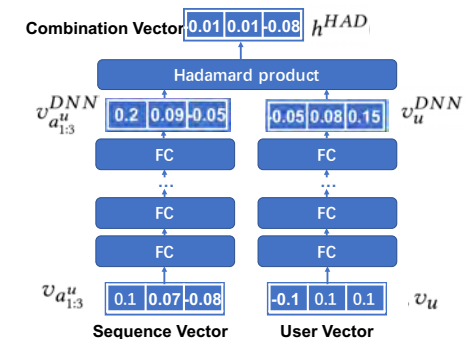 Combination Vector -0.01 0.01 -0.08 h^{HAD}
Hadamard product
v_{a_{1:3}^{u}}^{DNN} 0.2 0.09 -0.05 -0.05 0.08 0.15 v_{u}^{DNN}
FC FC
... ...
FC FC
FC FC
v_{a_{1:3}^{u}} 0.1 0.07 -0.08 -0.1 0.1 0.1 v_{u}
Sequence Vector User Vector